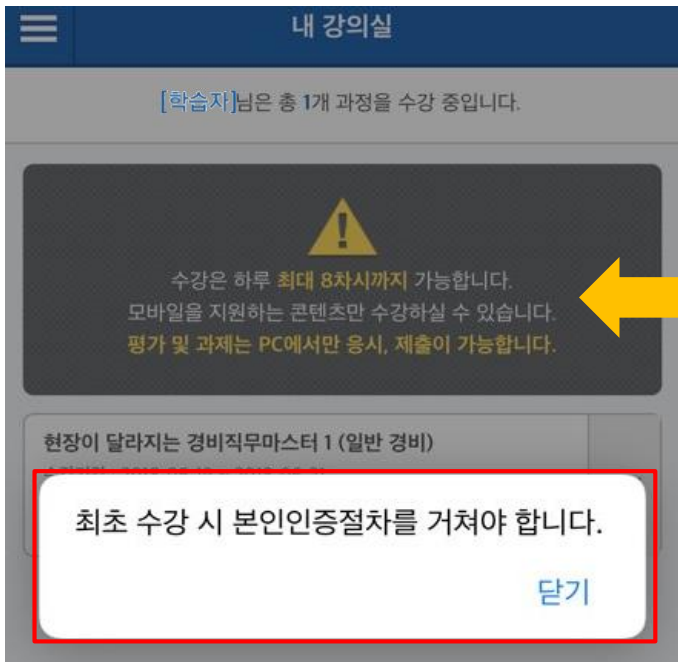 내 강의실
[학습자]님은 총 1개 과정을 수강 중입니다.
수강은 하루 최대 8차시까지 가능합니다.
모바일을 지원하는 콘텐츠만 수강하실 수 있습니다.
평가 및 과제는 PC에서만 응시, 제출이 가능합니다.
현장이 달라지는 경비직무마스터 1 (일반 경비)
최초 수강 시 본인인증절차를 거쳐야 합니다.
닫기